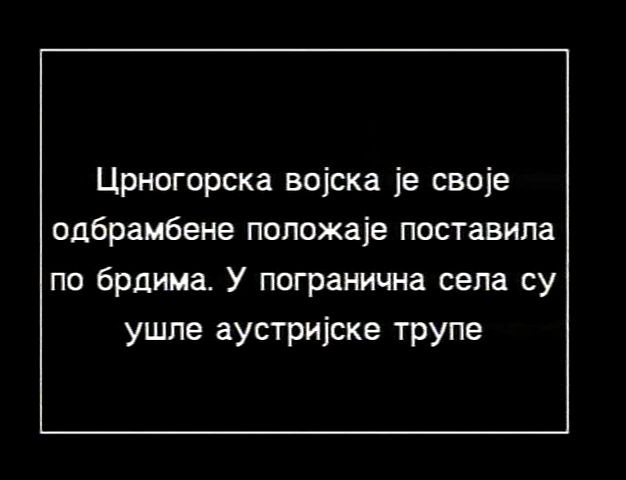 Црногорска војска је своје
одбрамбене положаје поставила
по брдима. У погранична села су
ушле аустријске трупе